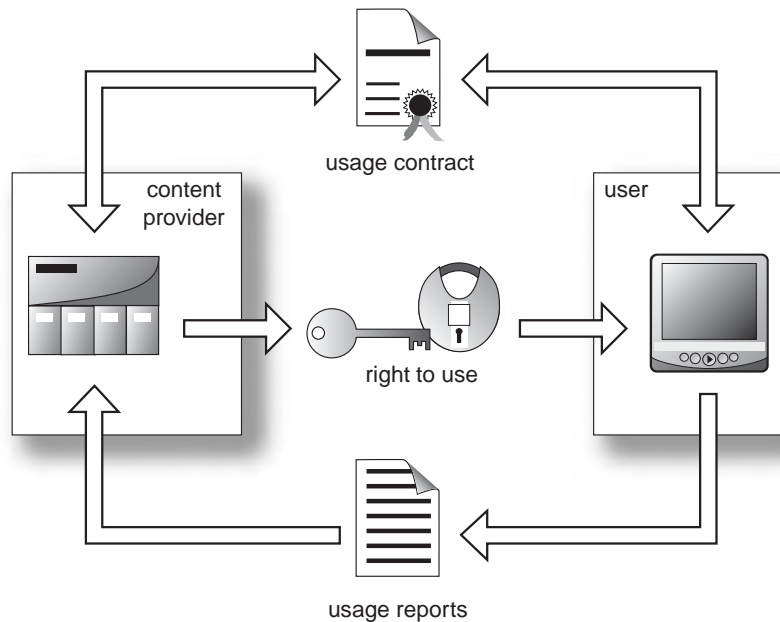 usage contract
content
provider
user
right to use
usage reports